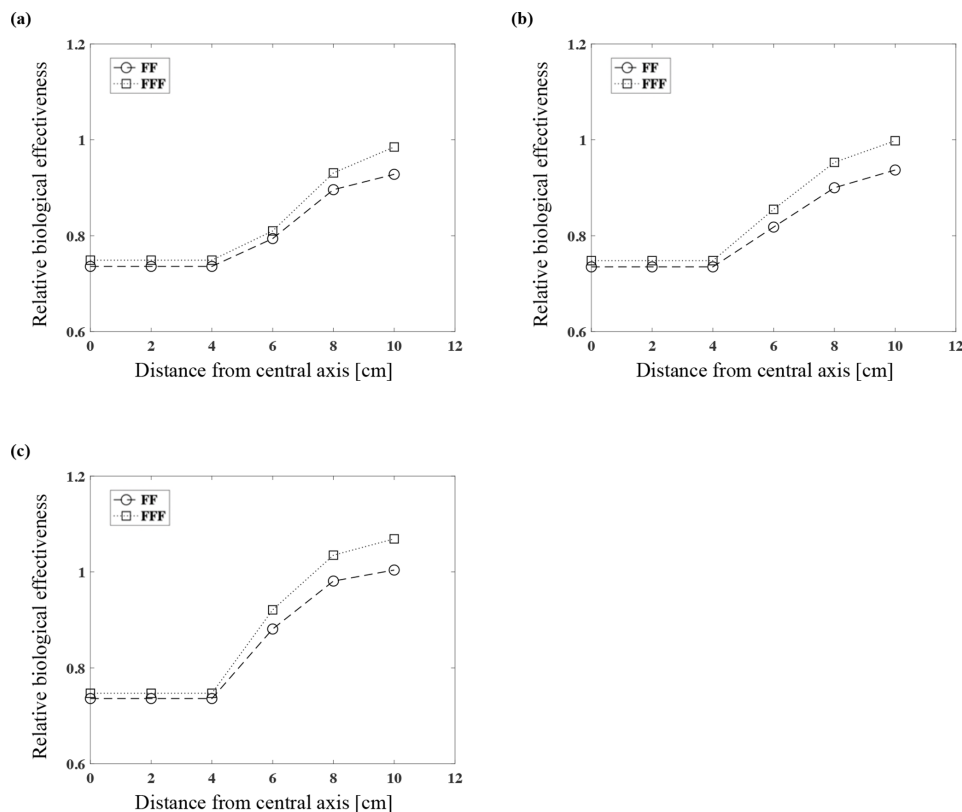 (a)
1.2
FF
FFF
1
0.8
0.6
0
2
4
6
8
10
12
Relative biological effectiveness
Distance from central axis [cm]
(b)
1.2
FF
FFF
1
0.8
0.6
0
2
4
6
8
10
12
Relative biological effectiveness
Distance from central axis [cm]
(c)
1.2
FF
FFF
1
0.8
0.6
0
2
4
6
8
10
12
Relative biological effectiveness
Distance from central axis [cm]